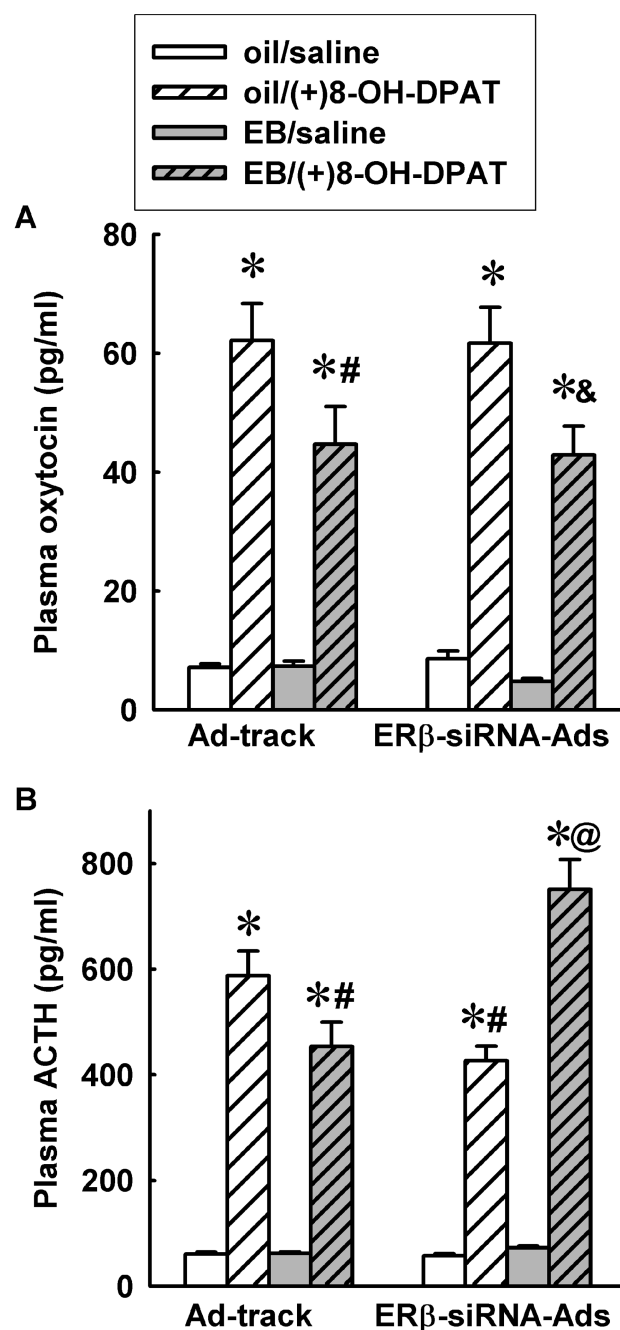 oil/saline
oil/(+)8-OH-DPAT
EB/saline
EB/(+)8-OH-DPAT
A
Plasma oxytocin (pg/ml)
80
60
40
20
0
*
*#
*
*&
Ad-track
ERβ-siRNA-Ads
B
Plasma ACTH (pg/ml)
800
600
400
200
0
*
*#
*#
*@
Ad-track
ERβ-siRNA-Ads